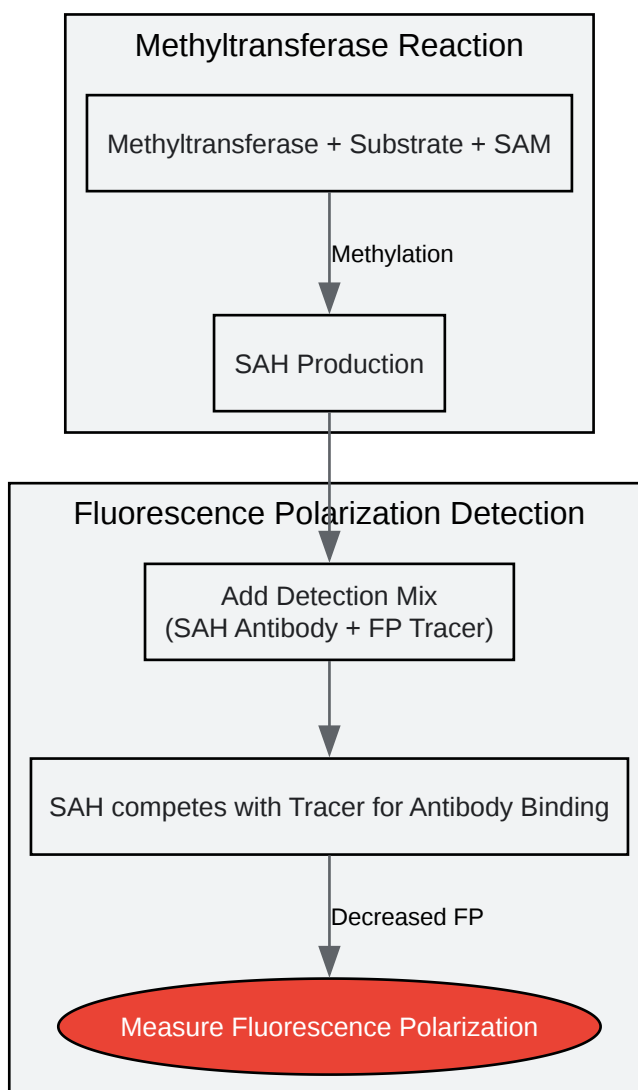 Methyltransferase Reaction
Methyltransferase + Substrate + SAM
Methylation
SAH Production
Fluorescence Polarization Detection
Add Detection Mix
(SAH Antibody + FP Tracer)
SAH competes with Tracer for Antibody Binding
Decreased FP
Measure Fluorescence Polarization